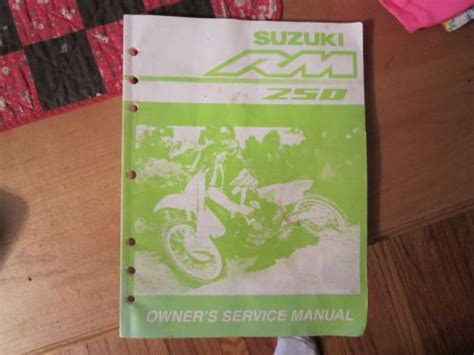 SUZUKI
RM
250
OWNER'S SERVICE MANUAL